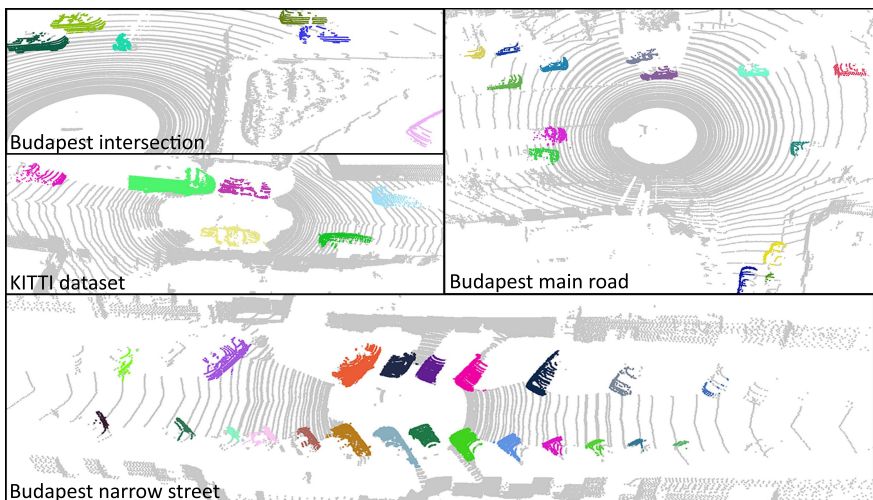 Budapest intersection
KITTI dataset
Budapest main road
Budapest narrow street